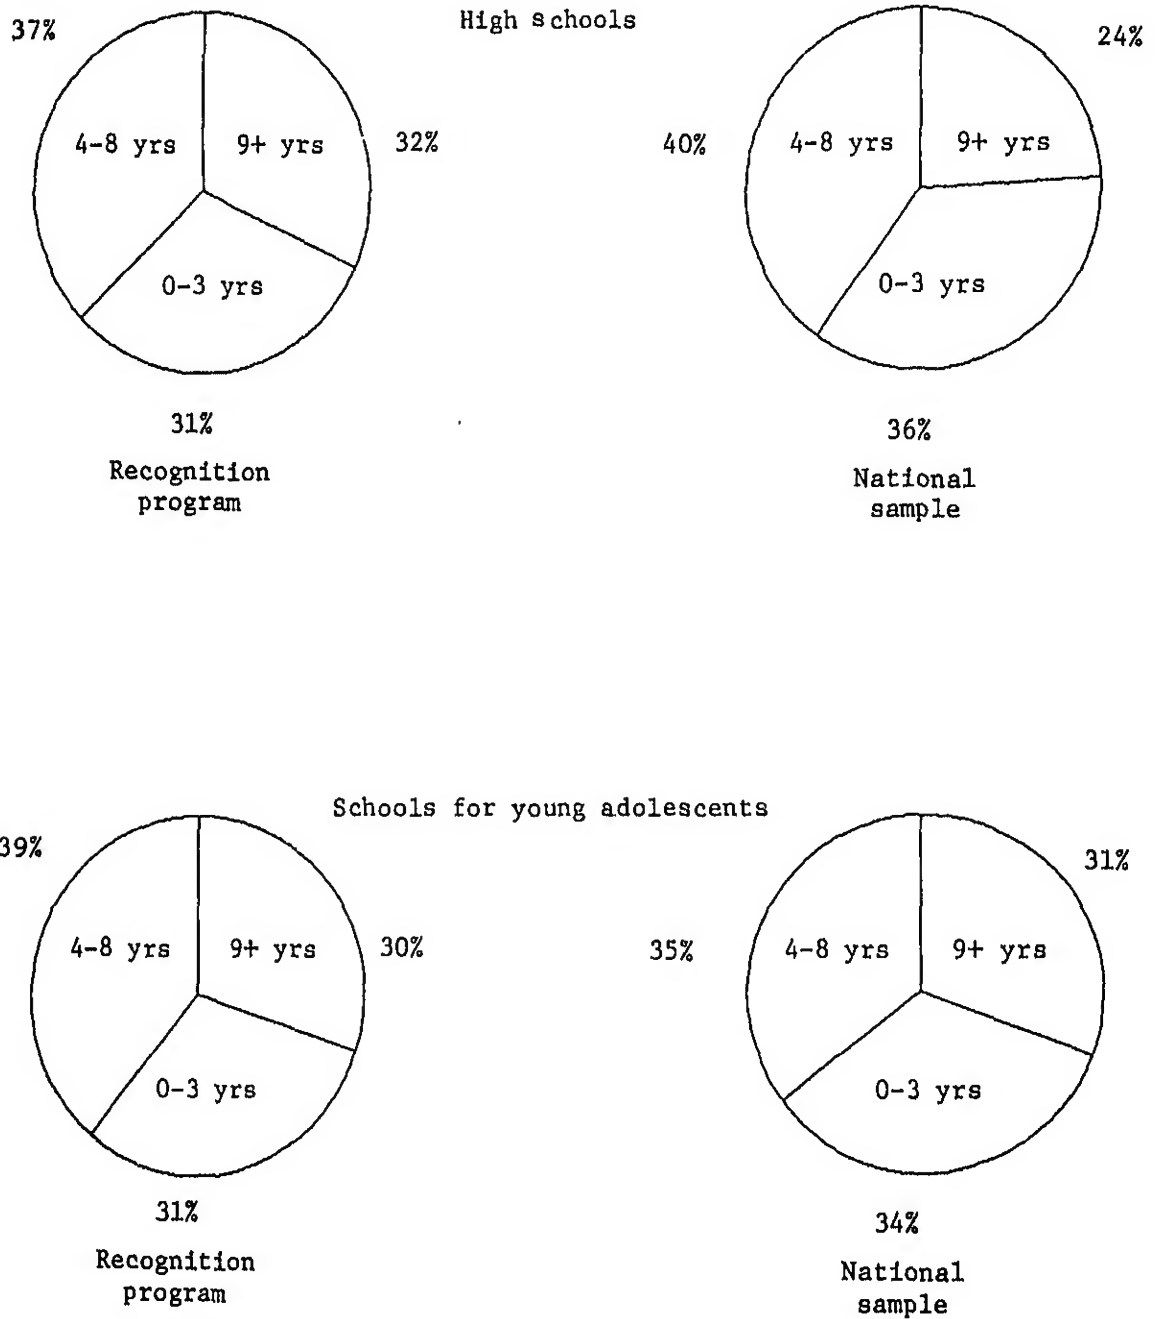 High schools
37%
4-8 yrs
9+ yrs
32%
0-3 yrs
31%
Recognition
program
24%
40%
4-8 yrs
9+ yrs
0-3 yrs
36%
National
sample
Schools for young adolescents
39%
4-8 yrs
9+ yrs
30%
0-3 yrs
31%
Recognition
program
31%
35%
4-8 yrs
9+ yrs
0-3 yrs
34%
National
sample